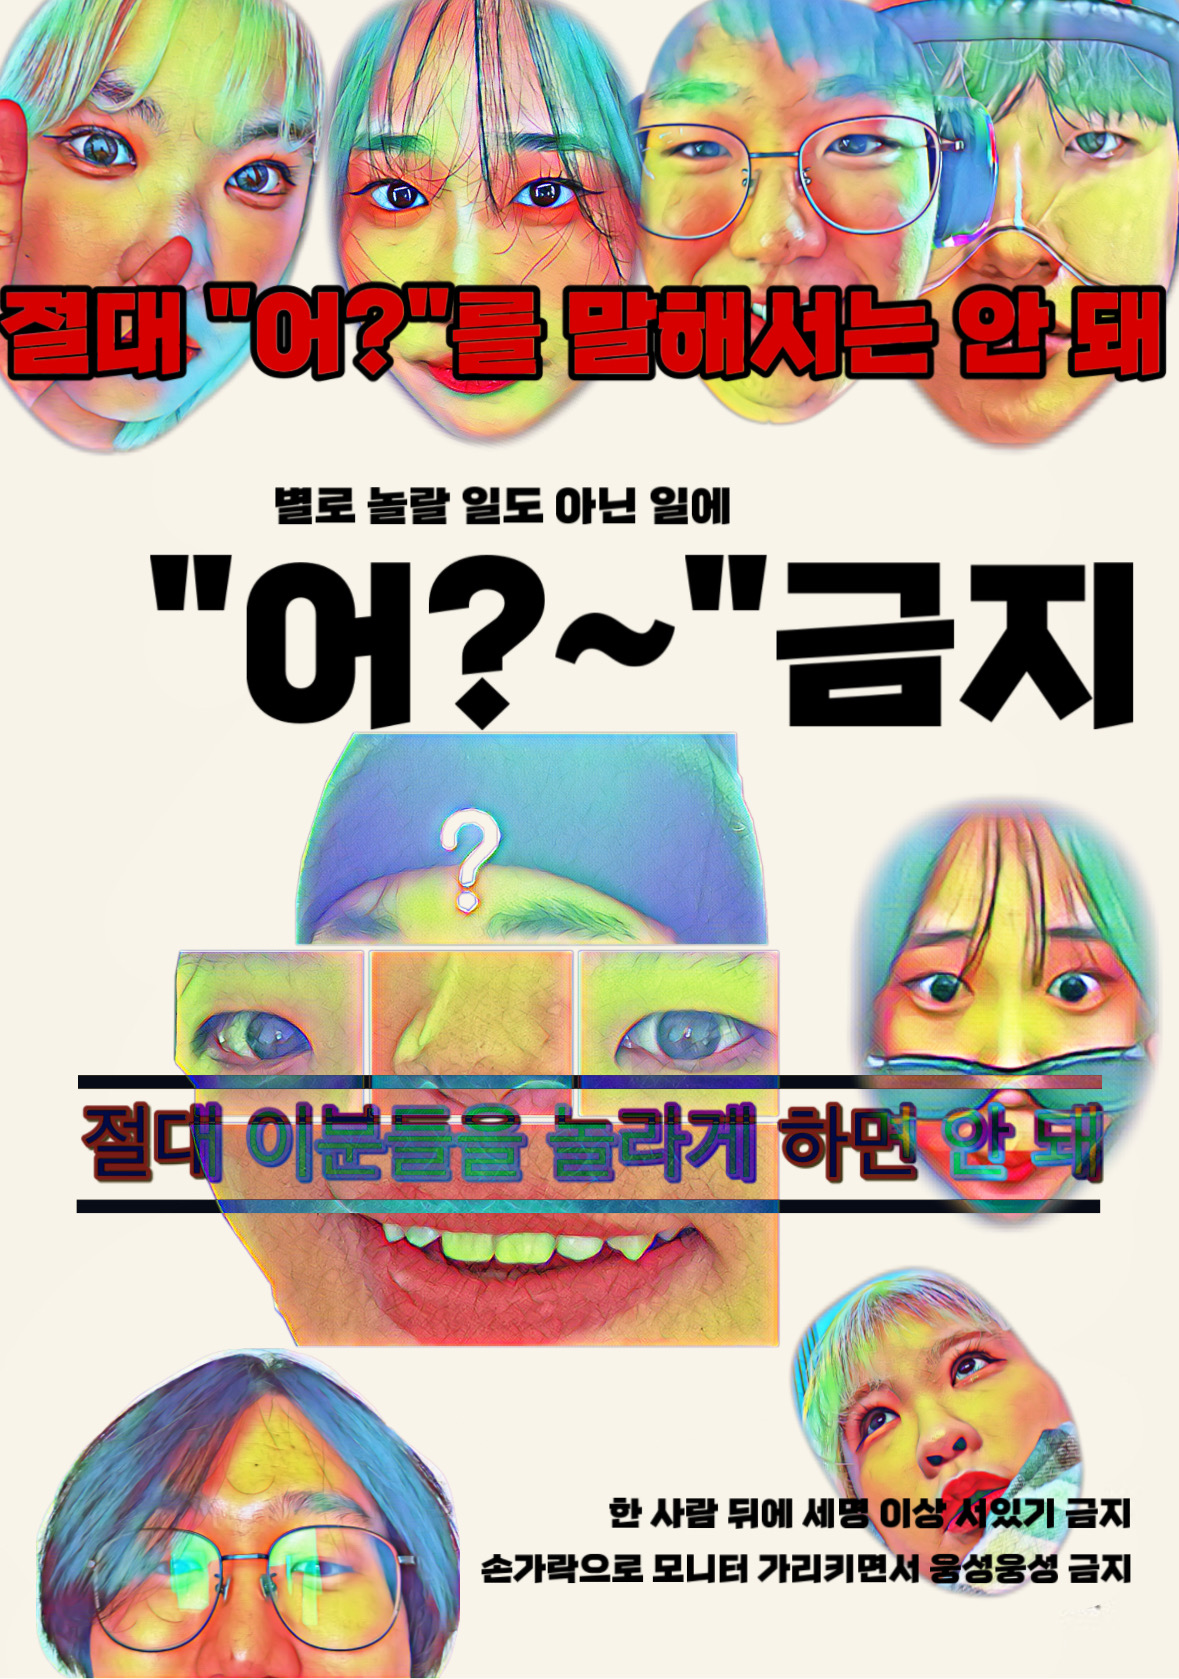 절대 "어?"를 말해서는 안 돼
별로 놀랄 일도 아닌 일에
"어?~"금지
?
절대 이분들을 놀라게 하면 안 돼
한 사람 뒤에 세명 이상 서있기 금지
손가락으로 모니터 가리키면서 웅성웅성 금지